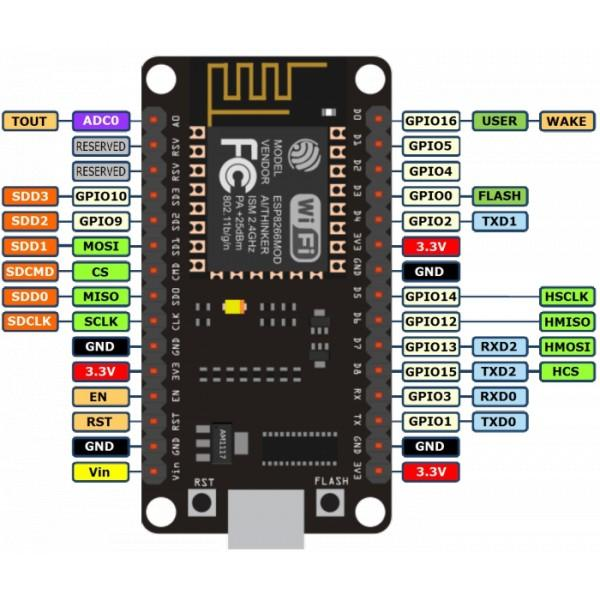 TOUT ADC0 A0 D0 GPIO16 USER WAKE
RESERVED RSV D1 GPIO5
RESERVED RSV D2 GPIO4
SDD3 GPIO10 SD3 D3 GPIO0 FLASH
SDD2 GPIO9 SD2 D4 GPIO2 TXD1
SDD1 MOSI SD1 3V3 3.3V
SDCMD CS CMD GND GND
SDD0 MISO SDO D5 GPIO14 HSCLK
SDCLK SCLK CLK D6 GPIO12 HMISO
GND GND D7 GPIO13 RXD2 HMOSI
3.3V 3V3 D8 GPIO15 TXD2 HCS
EN EN RX GPIO3 RXD0
RST RST TX GPIO1 TXD0
GND GND GND GND
Vin Vin 3V3 3.3V
MODEL ESP8266MOD
VENDOR AITHINKER
ISM 2.4GHz
PA +25dBm
802.11b/g/n
FC
Wi Fi
AM1117
RST
FLASH